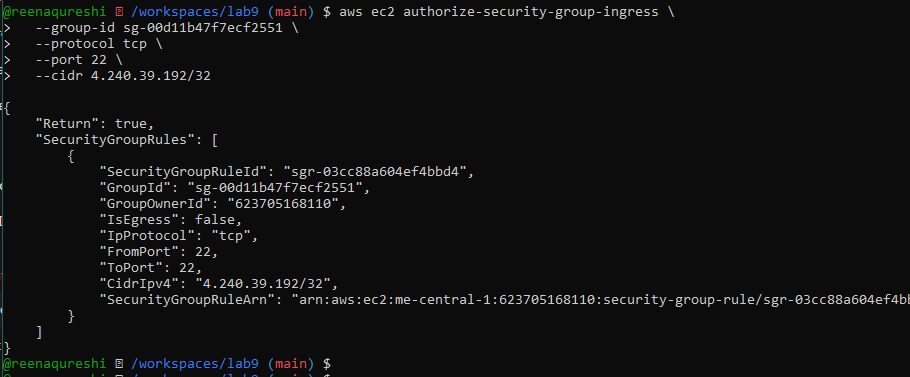 @reenaqureshi /workspaces/lab9 (main) $ aws ec2 authorize-security-group-ingress \
>   --group-id sg-00d11b47f7ecf2551 \
>   --protocol tcp \
>   --port 22 \
>   --cidr 4.240.39.192/32
{
    "Return": true,
    "SecurityGroupRules": [
        {
            "SecurityGroupRuleId": "sgr-03cc88a604ef4bbd4",
            "GroupId": "sg-00d11b47f7ecf2551",
            "GroupOwnerId": "623705168110",
            "IsEgress": false,
            "IpProtocol": "tcp",
            "FromPort": 22,
            "ToPort": 22,
            "CidrIpv4": "4.240.39.192/32",
            "SecurityGroupRuleArn": "arn:aws:ec2:me-central-1:623705168110:security-group-rule/sgr-03cc88a604ef4bb
        }
    ]
}
@reenaqureshi /workspaces/lab9 (main) $